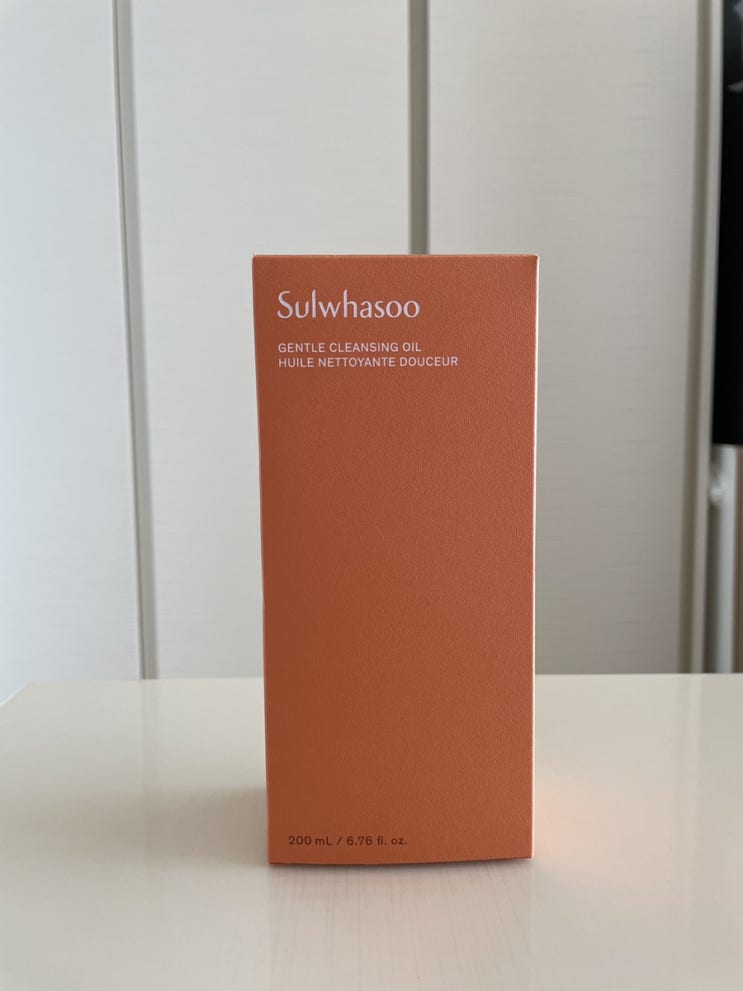 Sulwhasoo
GENTLE CLEANSING OIL
HUILE NETTOYANTE DOUCEUR
200 mL / 6.76 fl. oz.